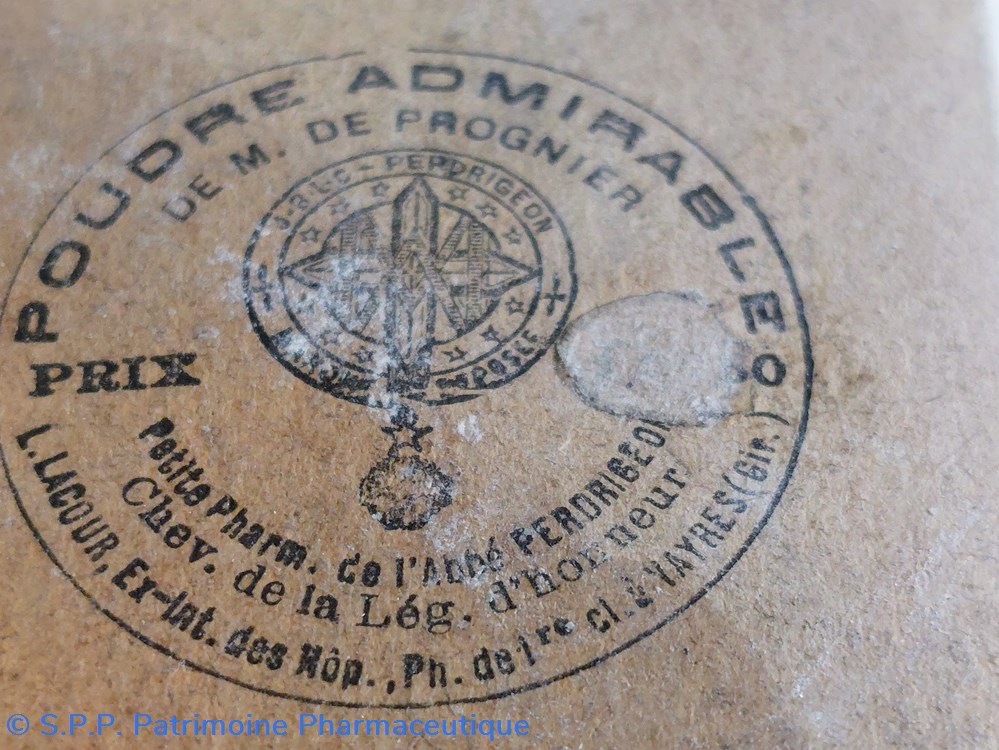 POUDRE ADMIRABLE
DE M. DE PROGNIER
PERDRIGEON
PRIX
Petite Pharm. de l'Abbé PERDRIGEON
Chev. de la Lég. d'honneur
L. LACOUR, Ex-Int. des Hôp., Ph. de 1re cl. à VAYRES (Gir.)
© S.P.P. Patrimoine Pharmaceutique